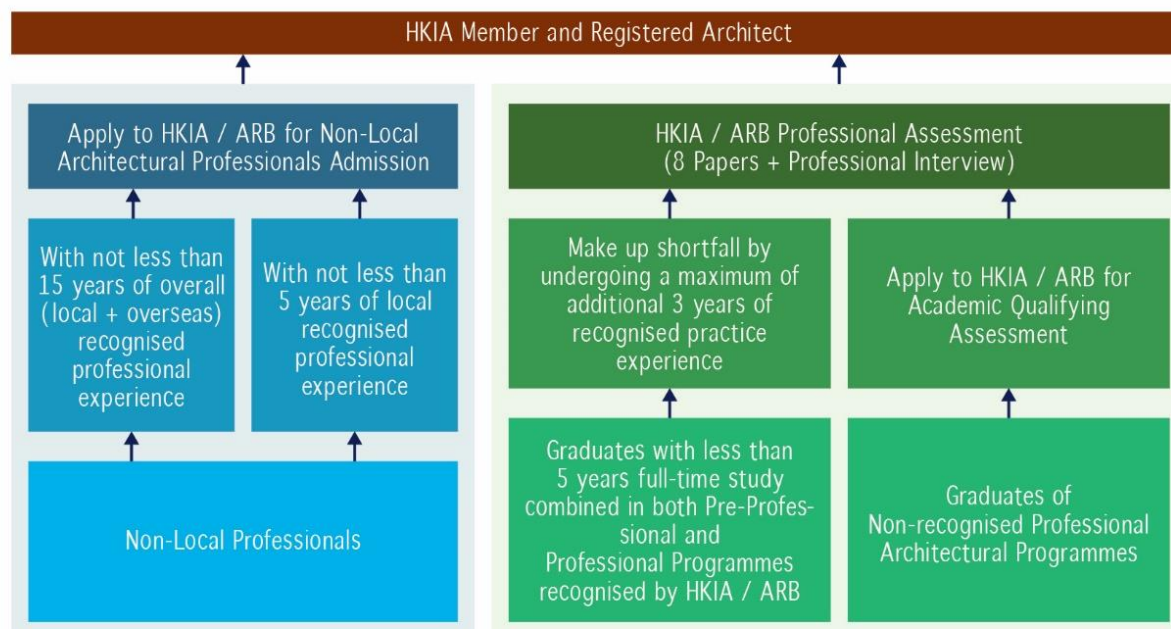 HKIA Member and Registered Architect
Apply to HKIA / ARB for Non-Local
Architectural Professionals Admission
With not less than
15 years of overall
(local + overseas)
recognised
professional
experience
With not less than
5 years of local
recognised
professional
experience
Non-Local Professionals
HKIA / ARB Professional Assessment
(8 Papers + Professional Interview)
Make up shortfall by
undergoing a maximum of
additional 3 years of
recognised practice
experience
Apply to HKIA / ARB for
Academic Qualifying
Assessment
Graduates with less than
5 years full-time study
combined in both Pre-Profes-
sional and
Professional Programmes
recognised by HKIA / ARB
Graduates of
Non-recognised Professional
Architectural Programmes